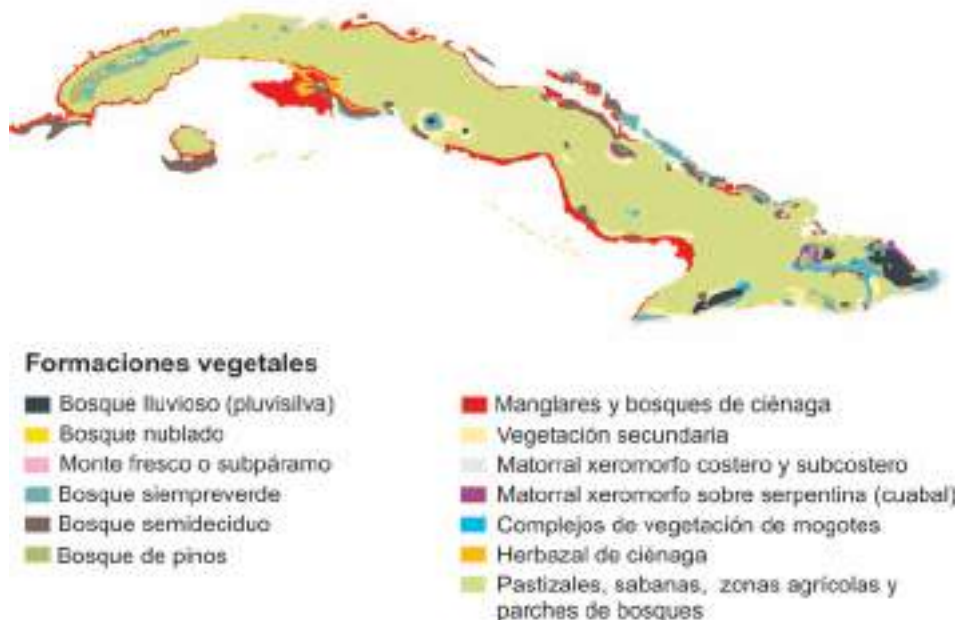 Formaciones vegetales
Bosque lluvioso (pluvisilva)
Bosque nublado
Monte fresco o subpáramo
Bosque siempreverde
Bosque semideciduo
Bosque de pinos
Manglares y bosques de ciénaga
Vegetación secundaria
Matorral xeromorfo costero y subcostero
Matorral xeromorfo sobre serpentina (cuabal)
Complejos de vegetación de mogotes
Herbazal de ciénaga
Pastizales, sabanas, zonas agrícolas y
parches de bosques